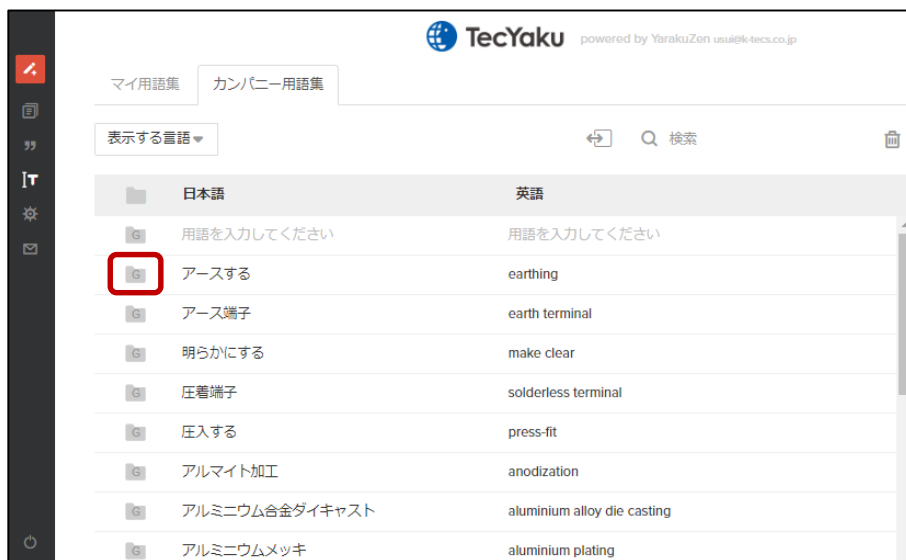 TecYaku powered by YarakuZen usui@k-tecs.co.jp
マイ用語集 カンパニー用語集
表示する言語 検索
日本語 英語
G 用語を入力してください 用語を入力してください
G アースする earthing
G アース端子 earth terminal
G 明らかにする make clear
G 圧着端子 solderless terminal
G 圧入する press-fit
G アルマイト加工 anodization
G アルミニウム合金ダイキャスト aluminium alloy die casting
G アルミニウムメッキ aluminium plating